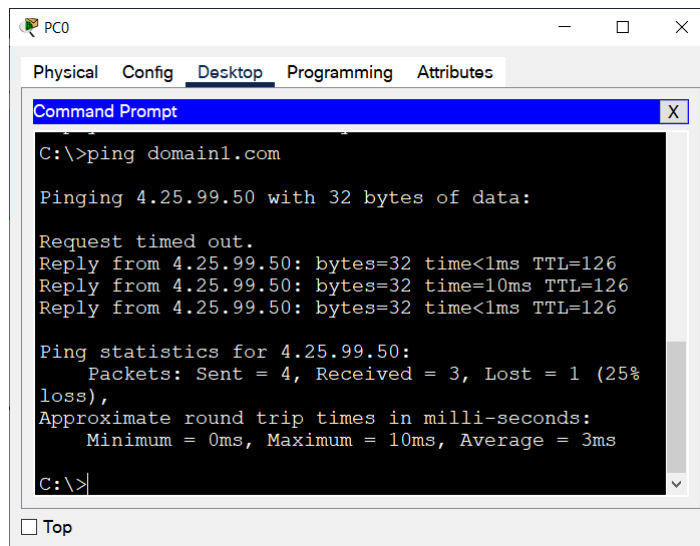 PC0
Physical Config Desktop Programming Attributes
Command Prompt
X
C:\>ping domain1.com
Pinging 4.25.99.50 with 32 bytes of data:
Request timed out.
Reply from 4.25.99.50: bytes=32 time<1ms TTL=126
Reply from 4.25.99.50: bytes=32 time=10ms TTL=126
Reply from 4.25.99.50: bytes=32 time<1ms TTL=126
Ping statistics for 4.25.99.50:
Packets: Sent = 4, Received = 3, Lost = 1 (25%
loss),
Approximate round trip times in milli-seconds:
Minimum = 0ms, Maximum = 10ms, Average = 3ms
C:\>
Top